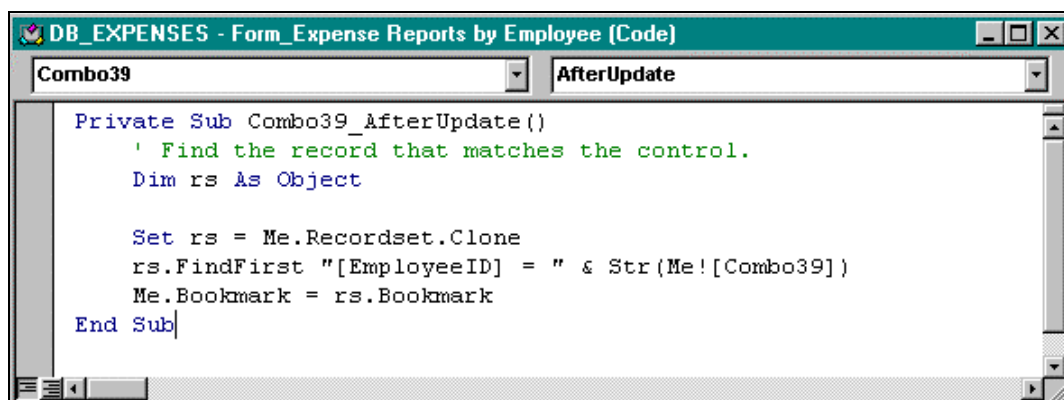 DB_EXPENSES - Form_Expense Reports by Employee (Code)
Combo39 AfterUpdate
Private Sub Combo39_AfterUpdate()
    ' Find the record that matches the control.
    Dim rs As Object

    Set rs = Me.Recordset.Clone
    rs.FindFirst "[EmployeeID] = " & Str(Me![Combo39])
    Me.Bookmark = rs.Bookmark
End Sub